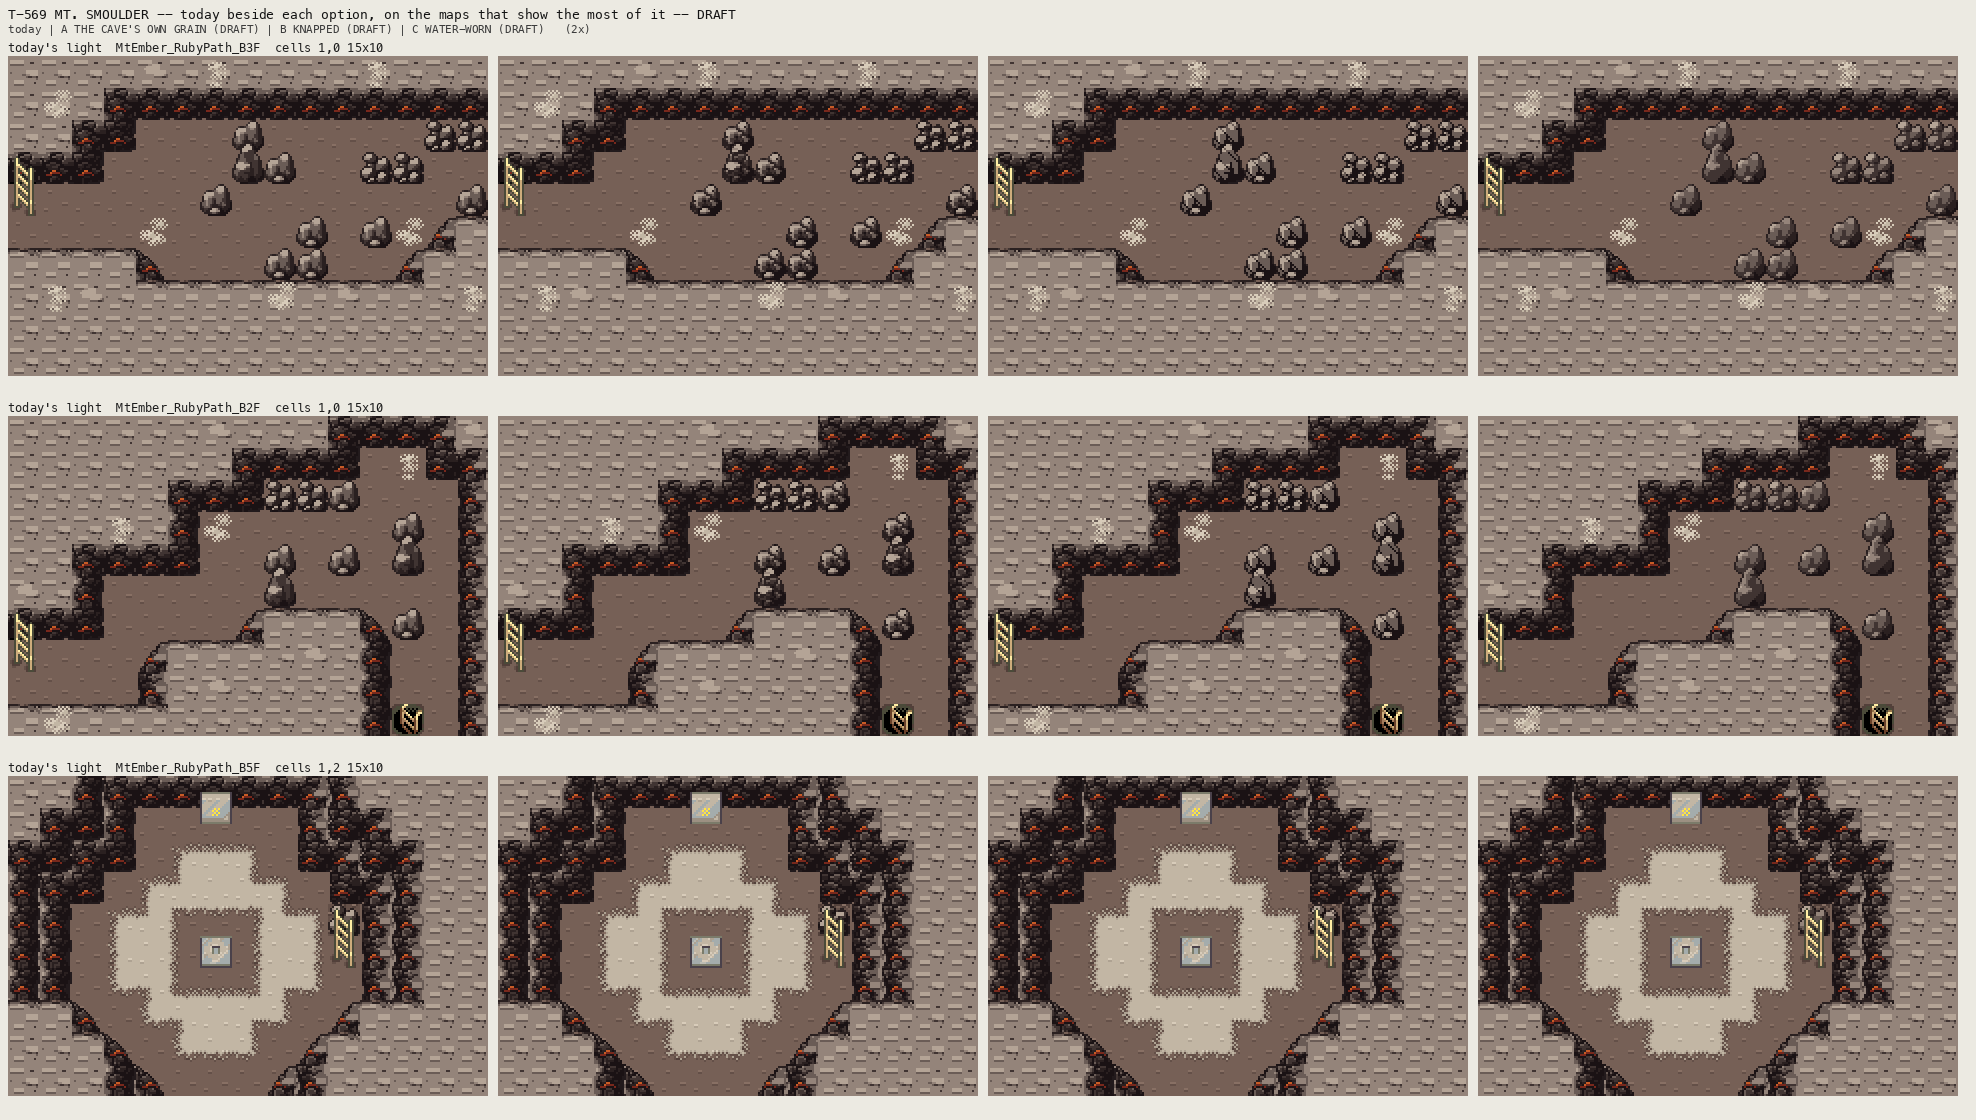 T-569 MT. SMOULDER -- today beside each option, on the maps that show the most of it -- DRAFT
today | A THE CAVE'S OWN GRAIN (DRAFT) | B KNAPPED (DRAFT) | C WATER-WORN (DRAFT) (2x)
today's light MtEmber_RubyPath_B3F cells 1,0 15x10
today's light MtEmber_RubyPath_B2F cells 1,0 15x10
today's light MtEmber_RubyPath_B5F cells 1,2 15x10